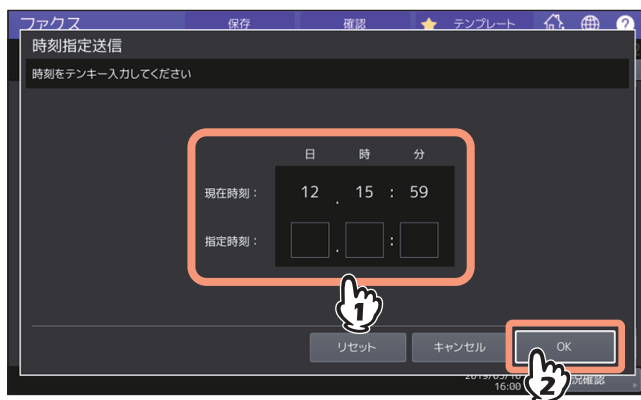 ファクス 保存 確認 テンプレート ?
時刻指定送信
時刻をテンキー入力してください
日 時 分
現在時刻： 12 . 15 : 59
指定時刻： . :
1
リセット キャンセル OK
16:00
2
況確認